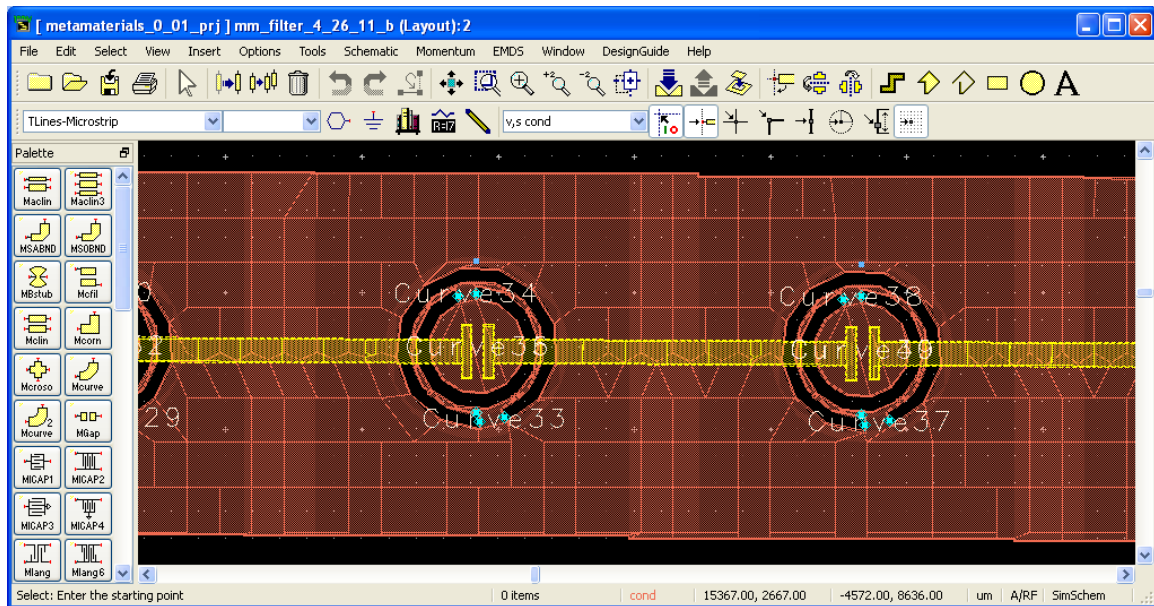 [ metamaterials_0_01_prj ] mm_filter_4_26_11_b (Layout):2
File Edit Select View Insert Options Tools Schematic Momentum EMDS Window DesignGuide Help
TLines-Microstrip
v,s cond
Palette
Maclin Maclin3
MSABND MSOBND
MBstub Mcfil
Mclin Mcorn
Mcroso Mcurve
Mcurve MGap
MICAP1 MICAP2
MICAP3 MICAP4
Mlang Mlang6
Curve34 Curve38
Curve33 Curve37
29
Select: Enter the starting point 0 items cond 15367.00, 2667.00 -4572.00, 8636.00 um A/RF SimSchem